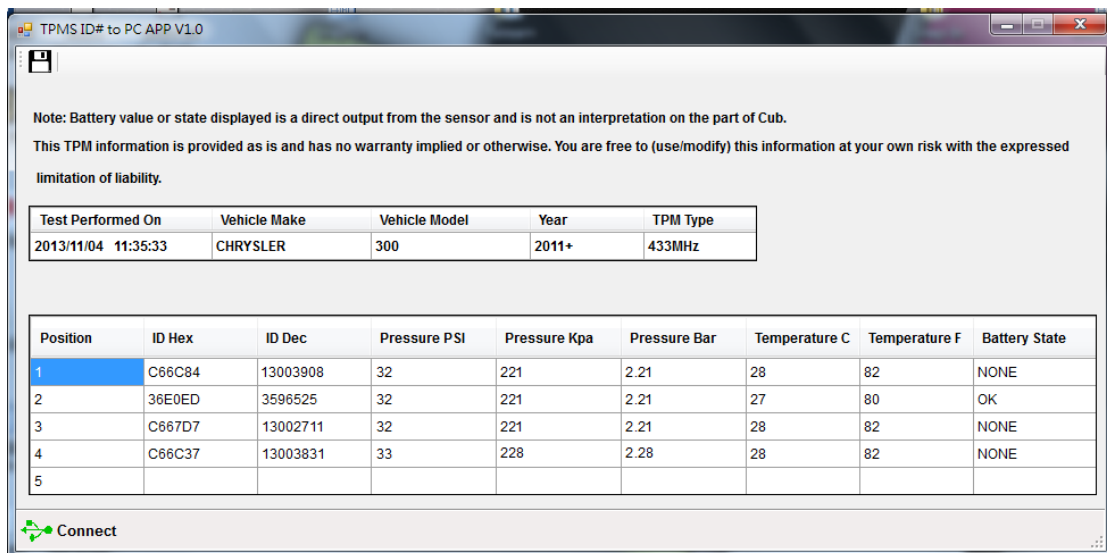 TPMS ID# to PC APP V1.0
Note: Battery value or state displayed is a direct output from the sensor and is not an interpretation on the part of Cub.
This TPM information is provided as is and has no warranty implied or otherwise. You are free to (use/modify) this information at your own risk with the expressed
limitation of liability.
Test Performed On Vehicle Make Vehicle Model Year TPM Type
2013/11/04 11:35:33 CHRYSLER 300 2011+ 433MHz
Position ID Hex ID Dec Pressure PSI Pressure Kpa Pressure Bar Temperature C Temperature F Battery State
1 C66C84 13003908 32 221 2.21 28 82 NONE
2 36E0ED 3596525 32 221 2.21 27 80 OK
3 C667D7 13002711 32 221 2.21 28 82 NONE
4 C66C37 13003831 33 228 2.28 28 82 NONE
5
Connect